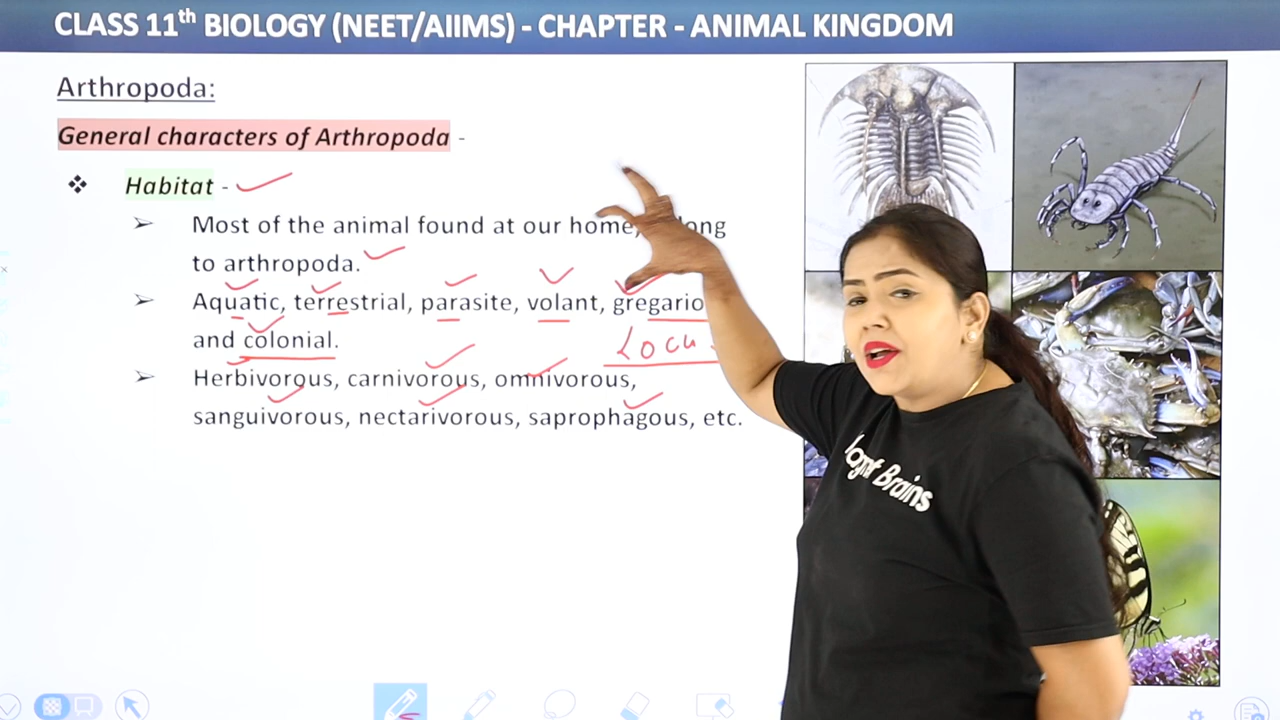 CLASS 11th BIOLOGY (NEET/AIIMS) - CHAPTER - ANIMAL KINGDOM
Arthropoda:
General characters of Arthropoda -
❖ Habitat -
➢ Most of the animal found at our home,
to arthropoda.
➢ Aquatic, terrestrial, parasite, volant,
and colonial.
➢ Herbivorous, carnivorous, omnivorous,
sanguivorous, nectarivorous, saprophagous, etc.
Brains